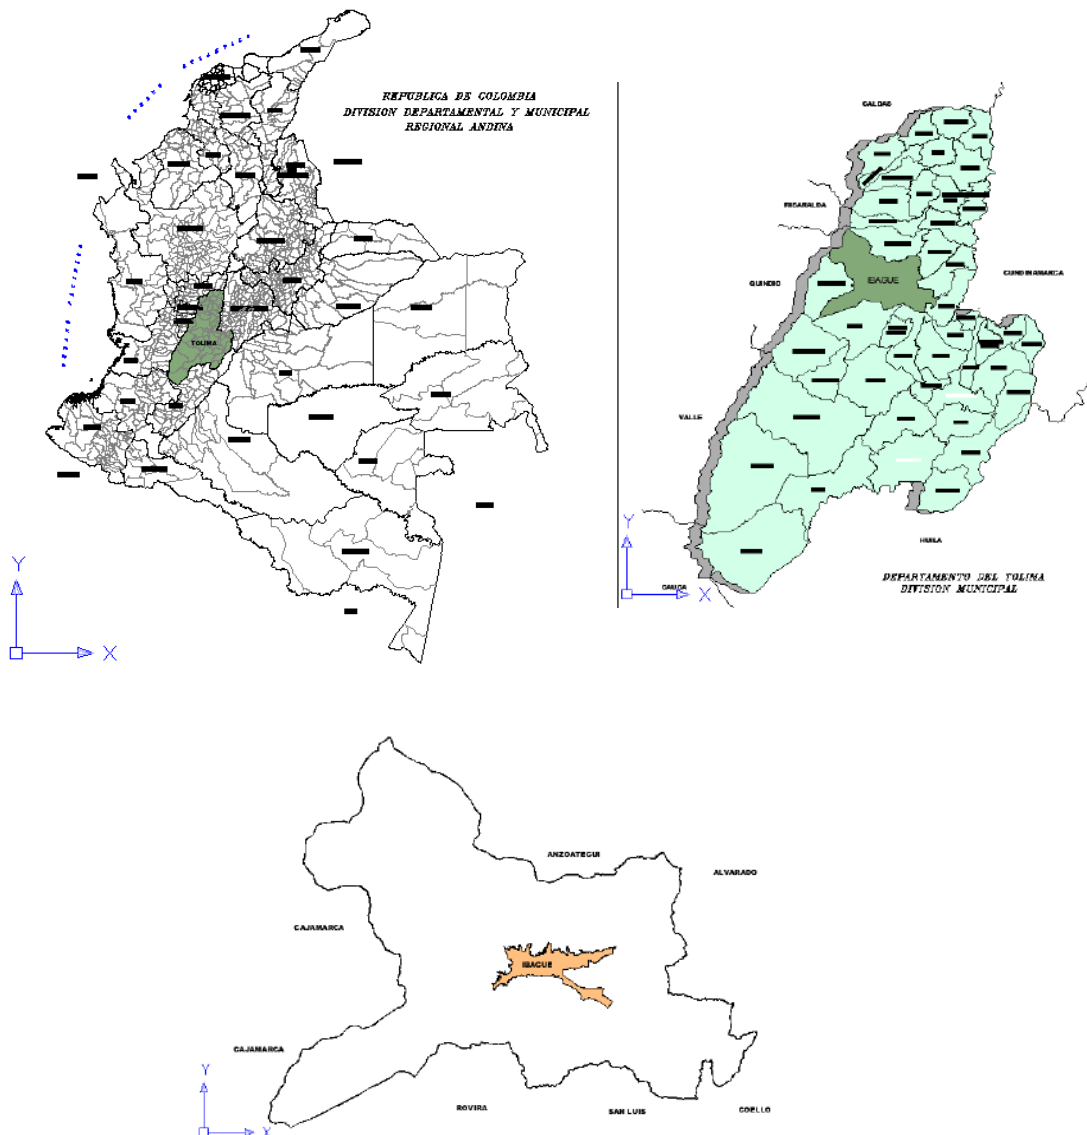 REPUBLICA DE COLOMBIA
DIVISION DEPARTAMENTAL Y MUNICIPAL
REGIONAL ANDINA
TOLIMA
Y
X
CALDAS
RISARALDA
QUINDIO
IBAGUE
CUNDINAMARCA
VALLE
HUILA
CAUCA
Y
X
DEPARTAMENTO DEL TOLIMA
DIVISION MUNICIPAL
ANZOATEGUI
ALVARADO
CAJAMARCA
IBAGUE
CAJAMARCA
ROVIRA
SAN LUIS
COELLO
Y
X